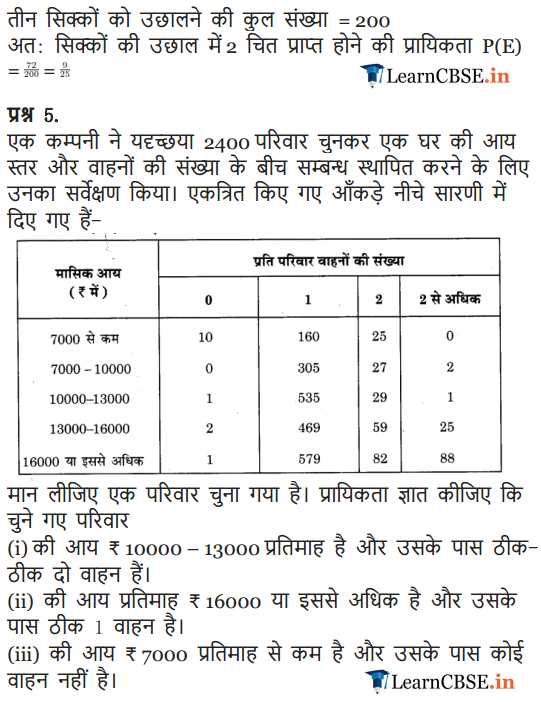 तीन सिक्कों को उछालने की कुल संख्या = 200
अतः सिक्कों की उछाल में 2 चित प्राप्त होने की प्रायिकता P(E)
= 72/200 = 9/25
LearnCBSE.in
प्रश्न 5.
एक कम्पनी ने यदृच्छया 2400 परिवार चुनकर एक घर की आय
स्तर और वाहनों की संख्या के बीच सम्बन्ध स्थापित करने के लिए
उनका सर्वेक्षण किया। एकत्रित किए गए आँकड़े नीचे सारणी में
दिए गए हैं-
मासिक आय (₹ में) प्रति परिवार वाहनों की संख्या
0 1 2 2 से अधिक
7000 से कम 10 160 25 0
7000 – 10000 0 305 27 2
10000–13000 1 535 29 1
13000–16000 2 469 59 25
16000 या इससे अधिक 1 579 82 88
मान लीजिए एक परिवार चुना गया है। प्रायिकता ज्ञात कीजिए कि
चुने गए परिवार
(i) की आय ₹ 10000 – 13000 प्रतिमाह है और उसके पास ठीक-
ठीक दो वाहन हैं।
(ii) की आय प्रतिमाह ₹ 16000 या इससे अधिक है और उसके
पास ठीक 1 वाहन है।
(iii) की आय ₹ 7000 प्रतिमाह से कम है और उसके पास कोई
वाहन नहीं है।
LearnCBSE.in